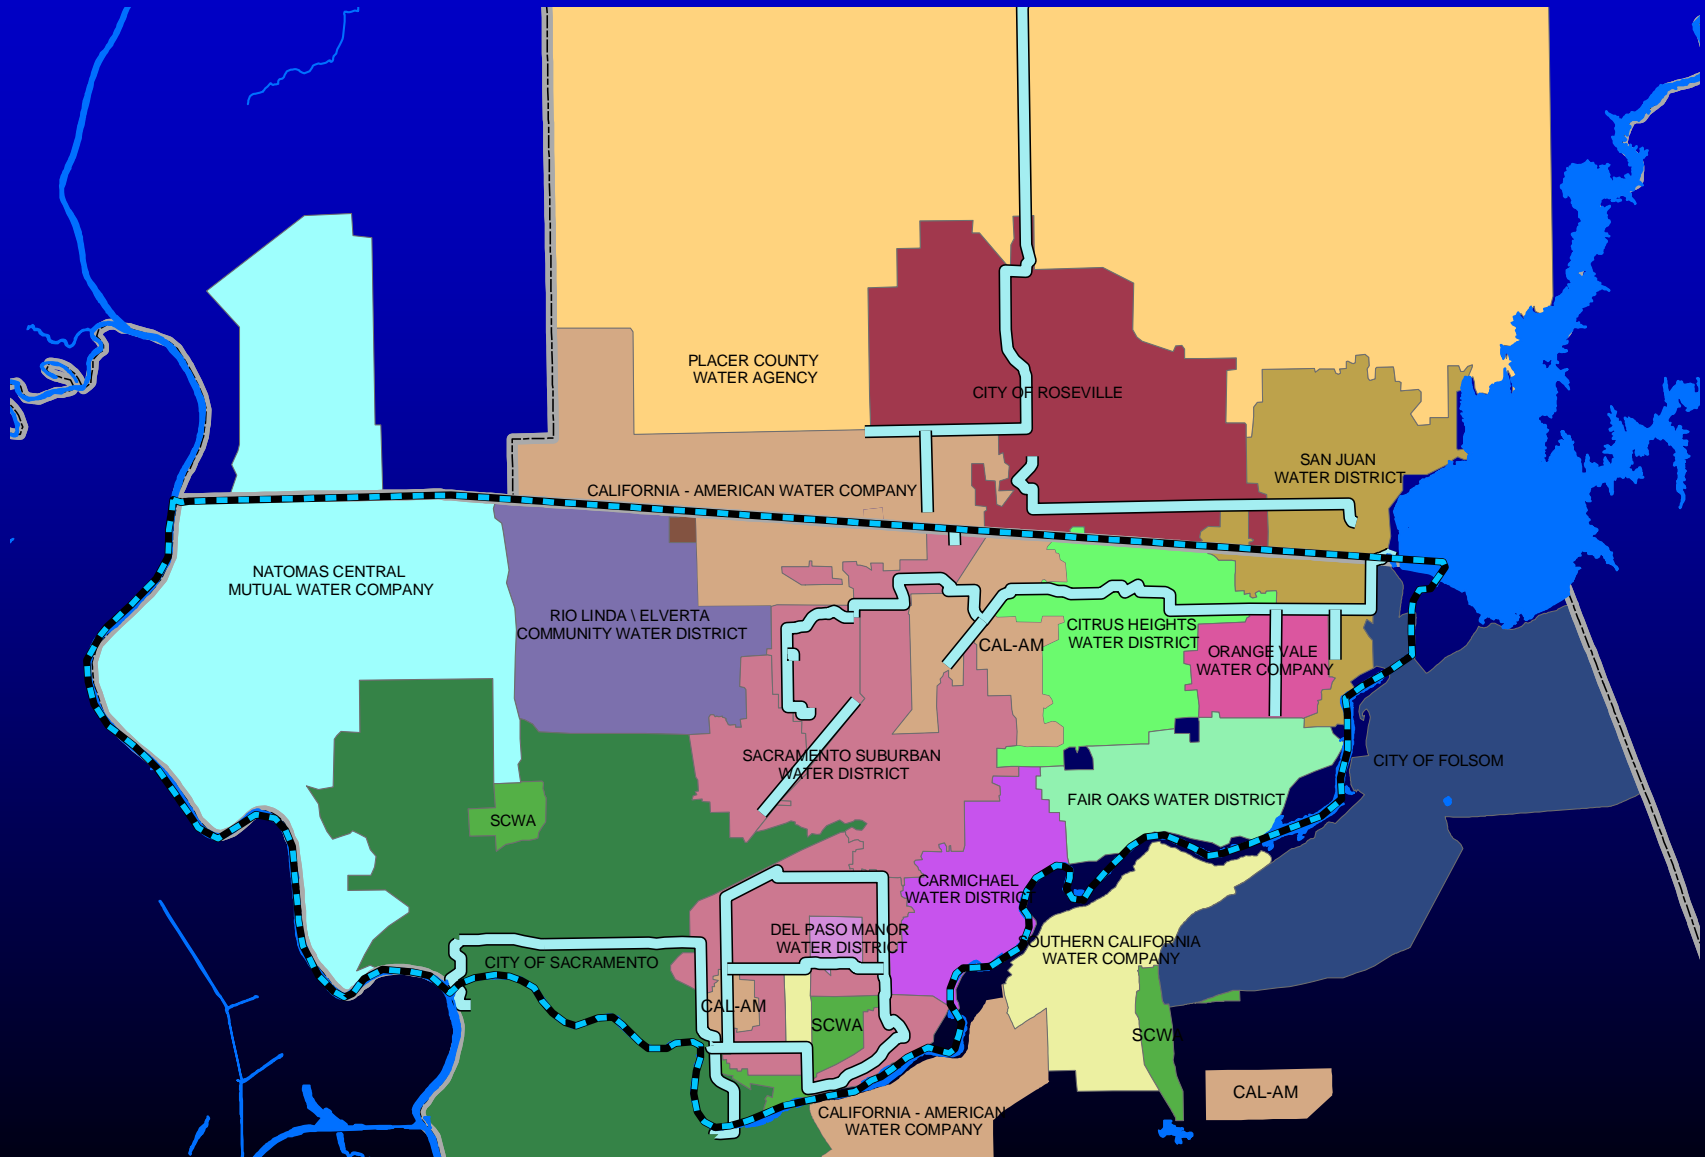 PLACER COUNTY
WATER AGENCY
CITY OF ROSEVILLE
SAN JUAN
WATER DISTRICT
CALIFORNIA - AMERICAN WATER COMPANY
NATOMAS CENTRAL
MUTUAL WATER COMPANY
RIO LINDA \ ELVERTA
COMMUNITY WATER DISTRICT
CAL-AM
CITRUS HEIGHTS
WATER DISTRICT
ORANGE VALE
WATER COMPANY
SACRAMENTO SUBURBAN
WATER DISTRICT
CITY OF FOLSOM
FAIR OAKS WATER DISTRICT
SCWA
CARMICHAEL
WATER DISTRICT
DEL PASO MANOR
WATER DISTRICT
SOUTHERN CALIFORNIA
WATER COMPANY
CITY OF SACRAMENTO
CAL-AM
SCWA
SCWA
CAL-AM
CALIFORNIA - AMERICAN
WATER COMPANY